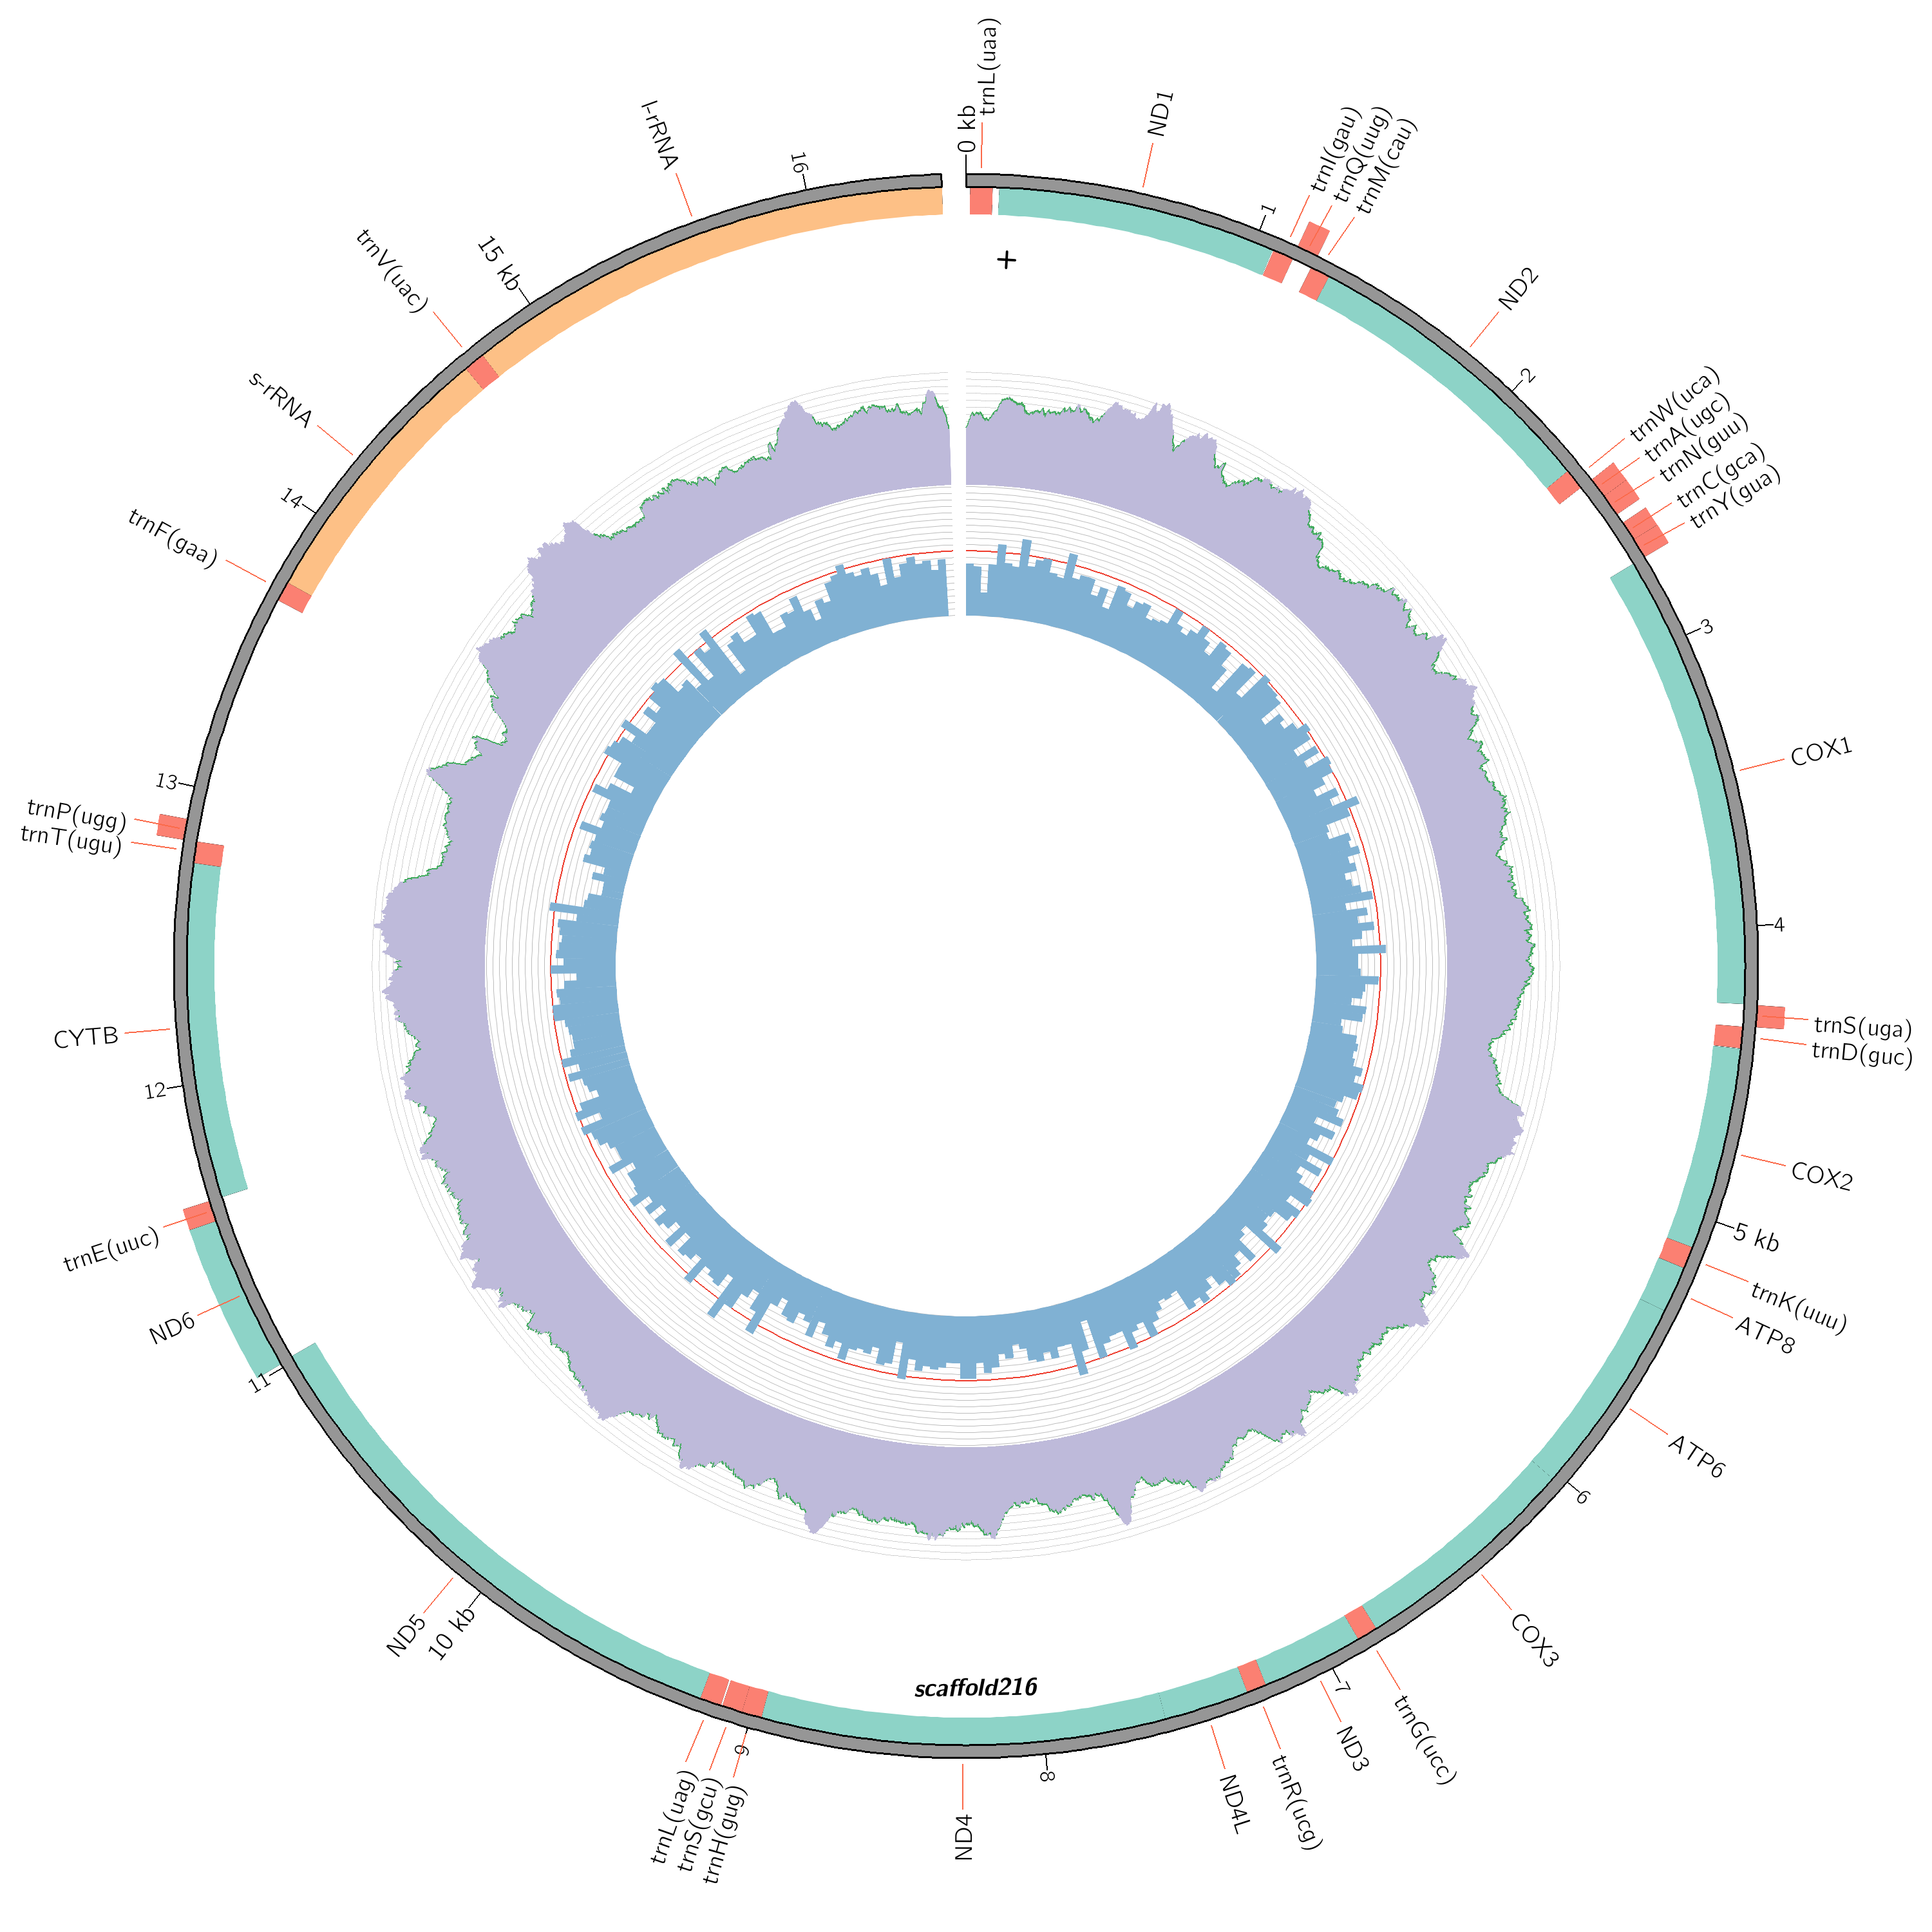 0 kb
trnL(uaa)
ND1
1
trnI(gau)
trnQ(uug)
trnM(cau)
ND2
2
trnW(uca)
trnA(ugc)
trnN(guu)
trnC(gca)
trnY(gua)
3
COX1
4
trnS(uga)
trnD(guc)
COX2
5 kb
trnK(uuu)
ATP8
ATP6
6
COX3
trnG(ucc)
7
ND3
trnR(ucg)
ND4L
8
ND4
9
trnH(gug)
trnS(gcu)
trnL(uag)
10 kb
ND5
11
ND6
trnE(uuc)
12
CYTB
trnT(ugu)
trnP(ugg)
13
trnF(gaa)
14
s-rRNA
trnV(uac)
15 kb
l-rRNA
16
+
scaffold216